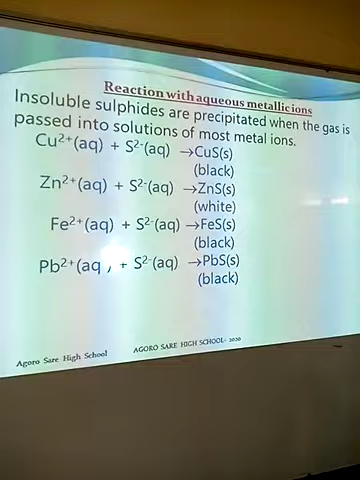 Reaction with aqueous metallic ions
Insoluble sulphides are precipitated when the gas is
passed into solutions of most metal ions.
Cu²⁺(aq) + S²⁻(aq) →CuS(s)
(black)
Zn²⁺(aq) + S²⁻(aq) →ZnS(s)
(white)
Fe²⁺(aq) + S²⁻(aq) →FeS(s)
(black)
Pb²⁺(aq ) + S²⁻(aq) →PbS(s)
(black)
Agoro Sare High School
AGORO SARE HIGH SCHOOL- 2020